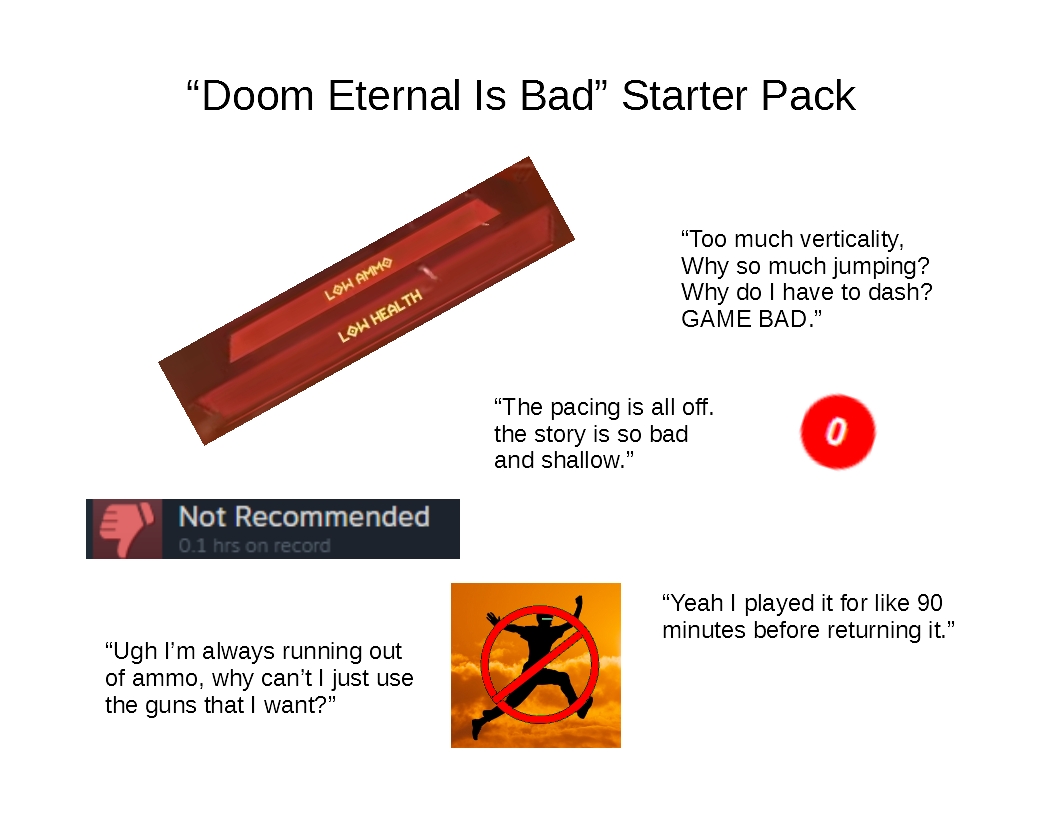 “Doom Eternal Is Bad” Starter Pack
LOW AMMO
LOW HEALTH
“Too much verticality,
Why so much jumping?
Why do I have to dash?
GAME BAD.”
“The pacing is all off.
the story is so bad
and shallow.”
0
Not Recommended
0.1 hrs on record
“Yeah I played it for like 90
minutes before returning it.”
“Ugh I’m always running out
of ammo, why can’t I just use
the guns that I want?”